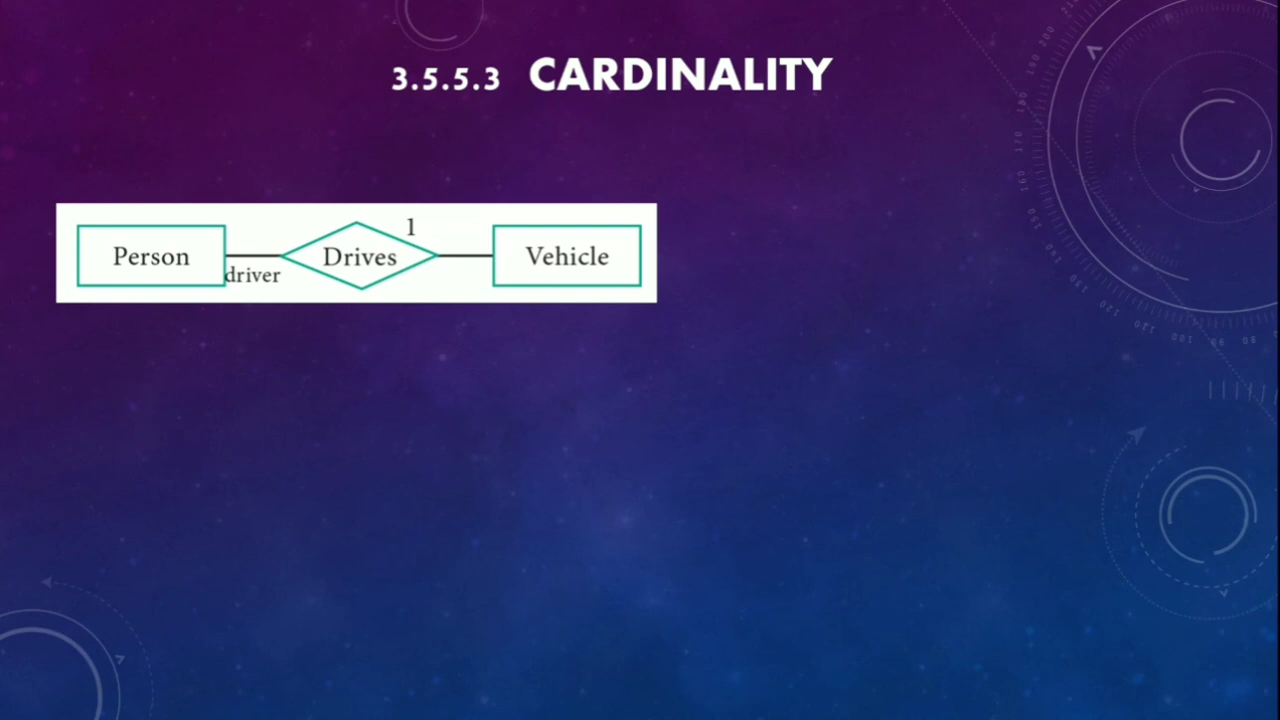 3.5.5.3 CARDINALITY
1
Person
Drives
Vehicle
driver